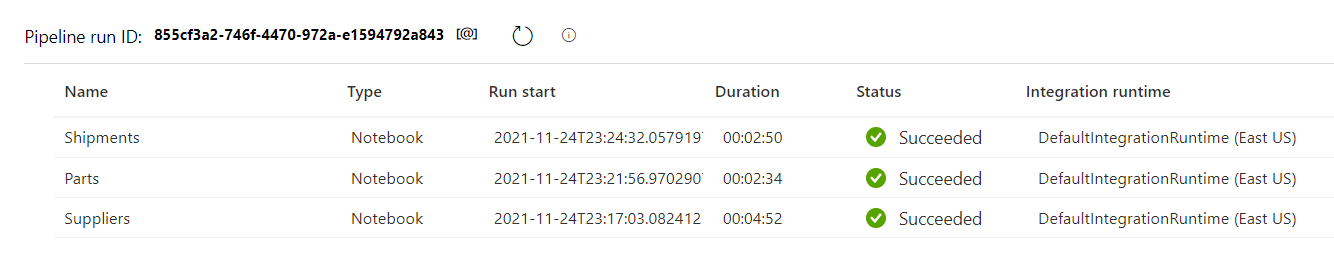 Pipeline run ID: 855cf3a2-746f-4470-972a-e1594792a843 [@]
Name Type Run start Duration Status Integration runtime
Shipments Notebook 2021-11-24T23:24:32.057919 00:02:50 Succeeded DefaultIntegrationRuntime (East US)
Parts Notebook 2021-11-24T23:21:56.970290 00:02:34 Succeeded DefaultIntegrationRuntime (East US)
Suppliers Notebook 2021-11-24T23:17:03.082412 00:04:52 Succeeded DefaultIntegrationRuntime (East US)